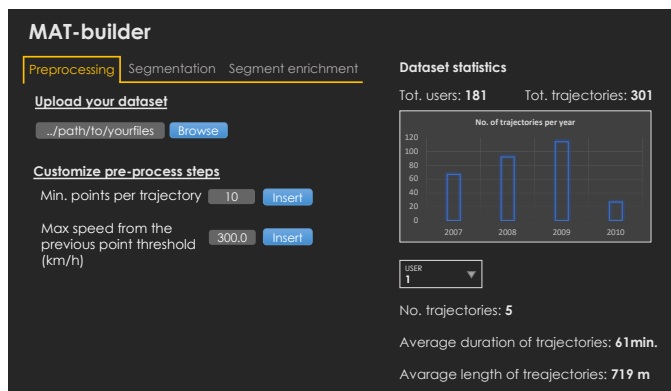 MAT-builder
Preprocessing Segmentation Segment enrichment
Upload your dataset
../path/to/yourfiles Browse
Customize pre-process steps
Min. points per trajectory 10 Insert
Max speed from the
previous point threshold 300.0 Insert
(km/h)
Dataset statistics
Tot. users: 181 Tot. trajectories: 301
No. of trajectories per year
120
100
80
60
40
20
0
2007 2008 2009 2010
USER
1
No. trajectories: 5
Average duration of trajectories: 61min.
Avarage length of treajectories: 719 m